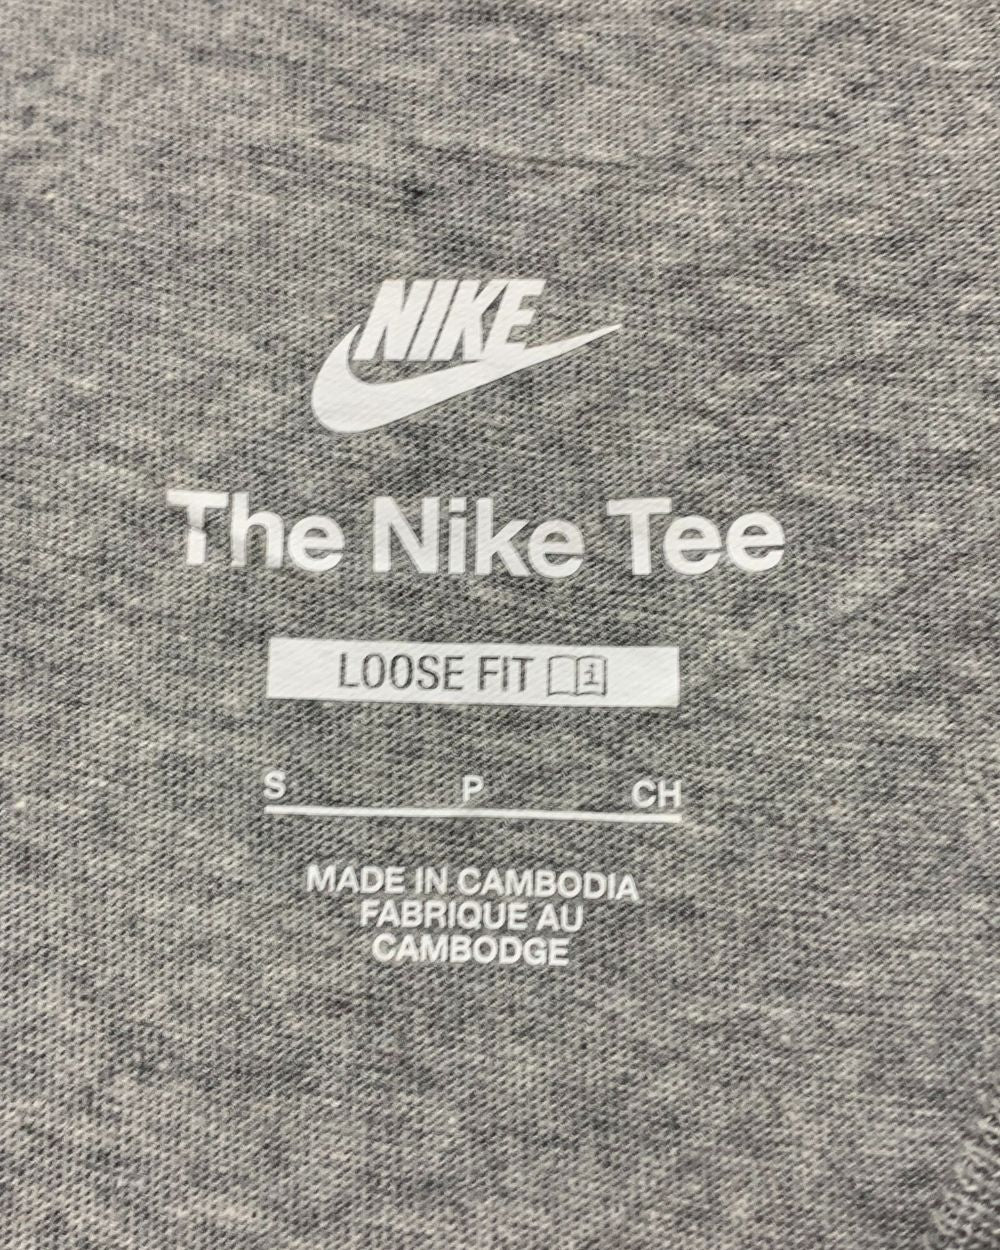 NIKE
The Nike Tee
LOOSE FIT i
S P CH
MADE IN CAMBODIA
FABRIQUE AU
CAMBODGE